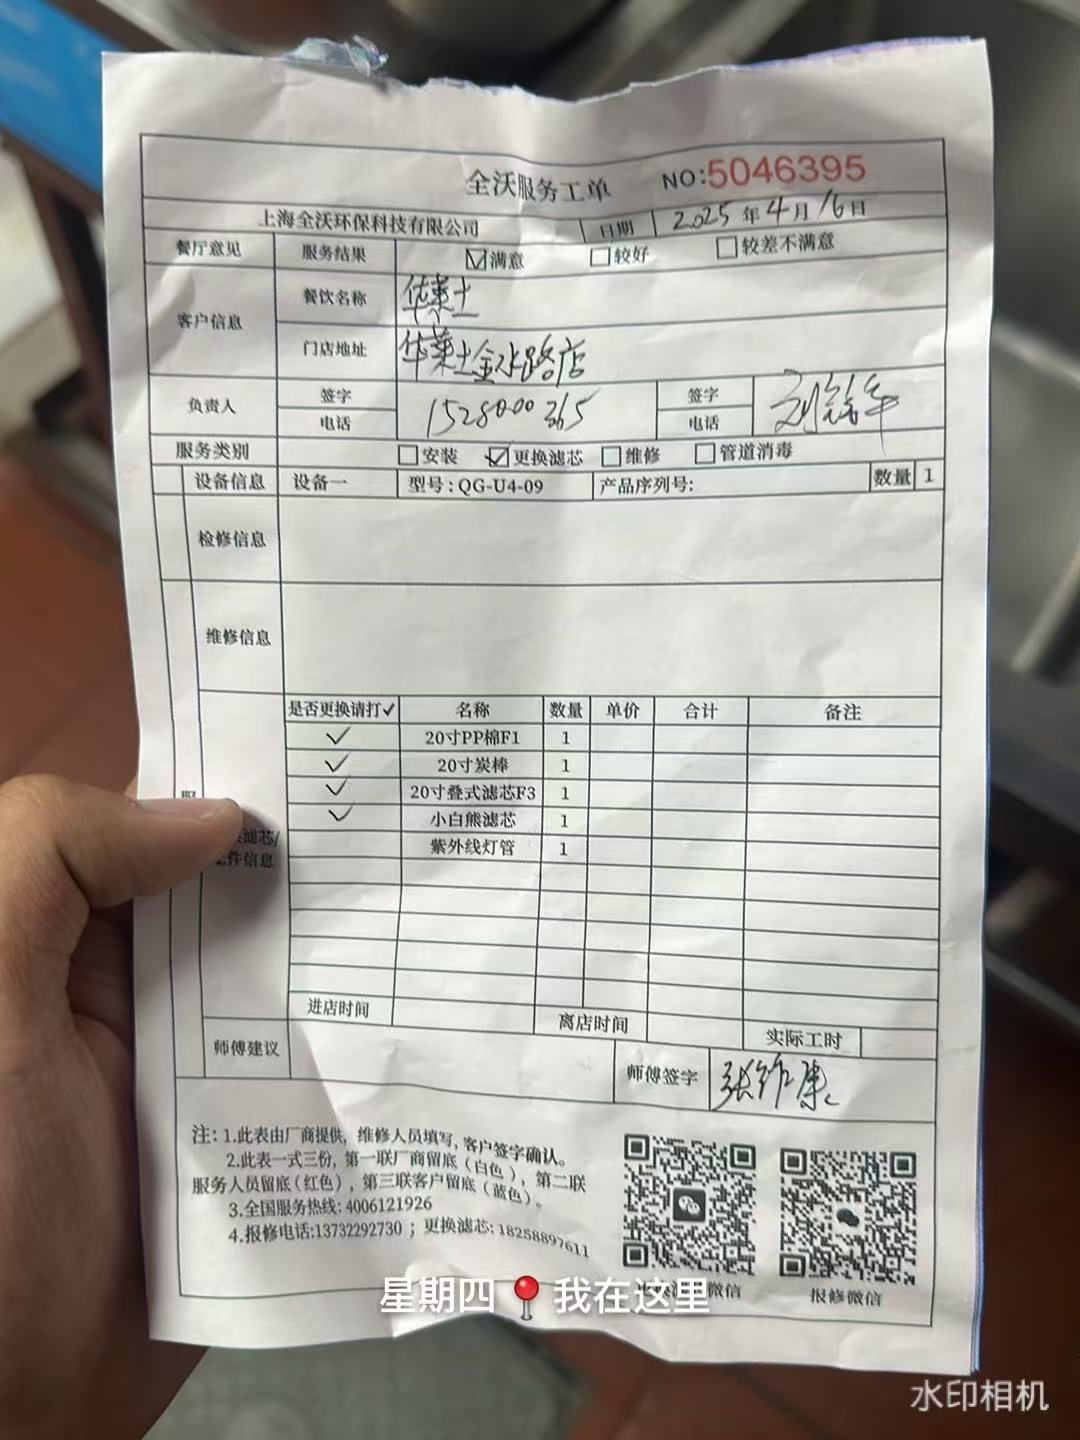 全沃服务工单 NO:5046395
上海全沃环保科技有限公司 日期 2025年4月16日
餐厅意见 服务结果 ☑满意 ☐较好 ☐较差不满意
客户信息 餐饮名称 华莱士
门店地址 华莱士金水路店
负责人 签字 签字
电话 15280000365 电话
服务类别 ☐安装 ☑更换滤芯 ☐维修 ☐管道消毒
设备信息 设备一 型号:QG-U4-09 产品序列号: 数量 1
检修信息
维修信息
是否更换请打✓ 名称 数量 单价 合计 备注
✓ 20寸PP棉F1 1
✓ 20寸炭棒 1
✓ 20寸叠式滤芯F3 1
✓ 小白熊滤芯 1
紫外线灯管 1
滤芯/
件信息
进店时间 离店时间 实际工时
师傅建议 师傅签字
注: 1.此表由厂商提供, 维修人员填写, 客户签字确认。
2.此表一式三份, 第一联厂商留底(白色), 第二联
服务人员留底(红色), 第三联客户留底(蓝色)。
3.全国服务热线: 4006121926
4.报修电话:13732292730 ; 更换滤芯: 18258897611
微信 报修微信
星期四 📍 我在这里
水印相机